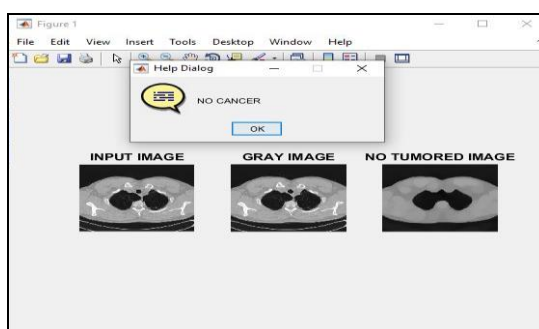 Figure 1
File Edit View Insert Tools Desktop Window Help
Help Dialog
NO CANCER
OK
INPUT IMAGE GRAY IMAGE NO TUMORED IMAGE